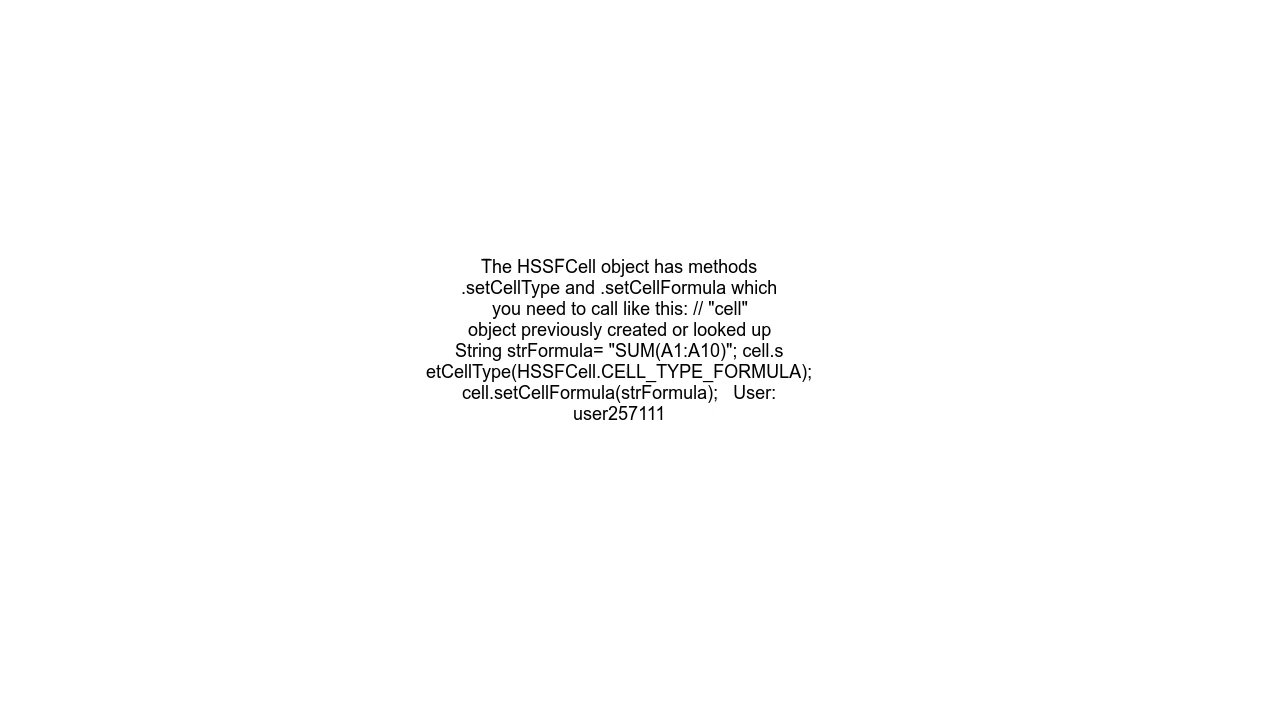 The HSSFCell object has methods
.setCellType and .setCellFormula which
you need to call like this: // "cell"
object previously created or looked up
String strFormula= "SUM(A1:A10)"; cell.s
etCellType(HSSFCell.CELL_TYPE_FORMULA);
cell.setCellFormula(strFormula);   User:
user257111